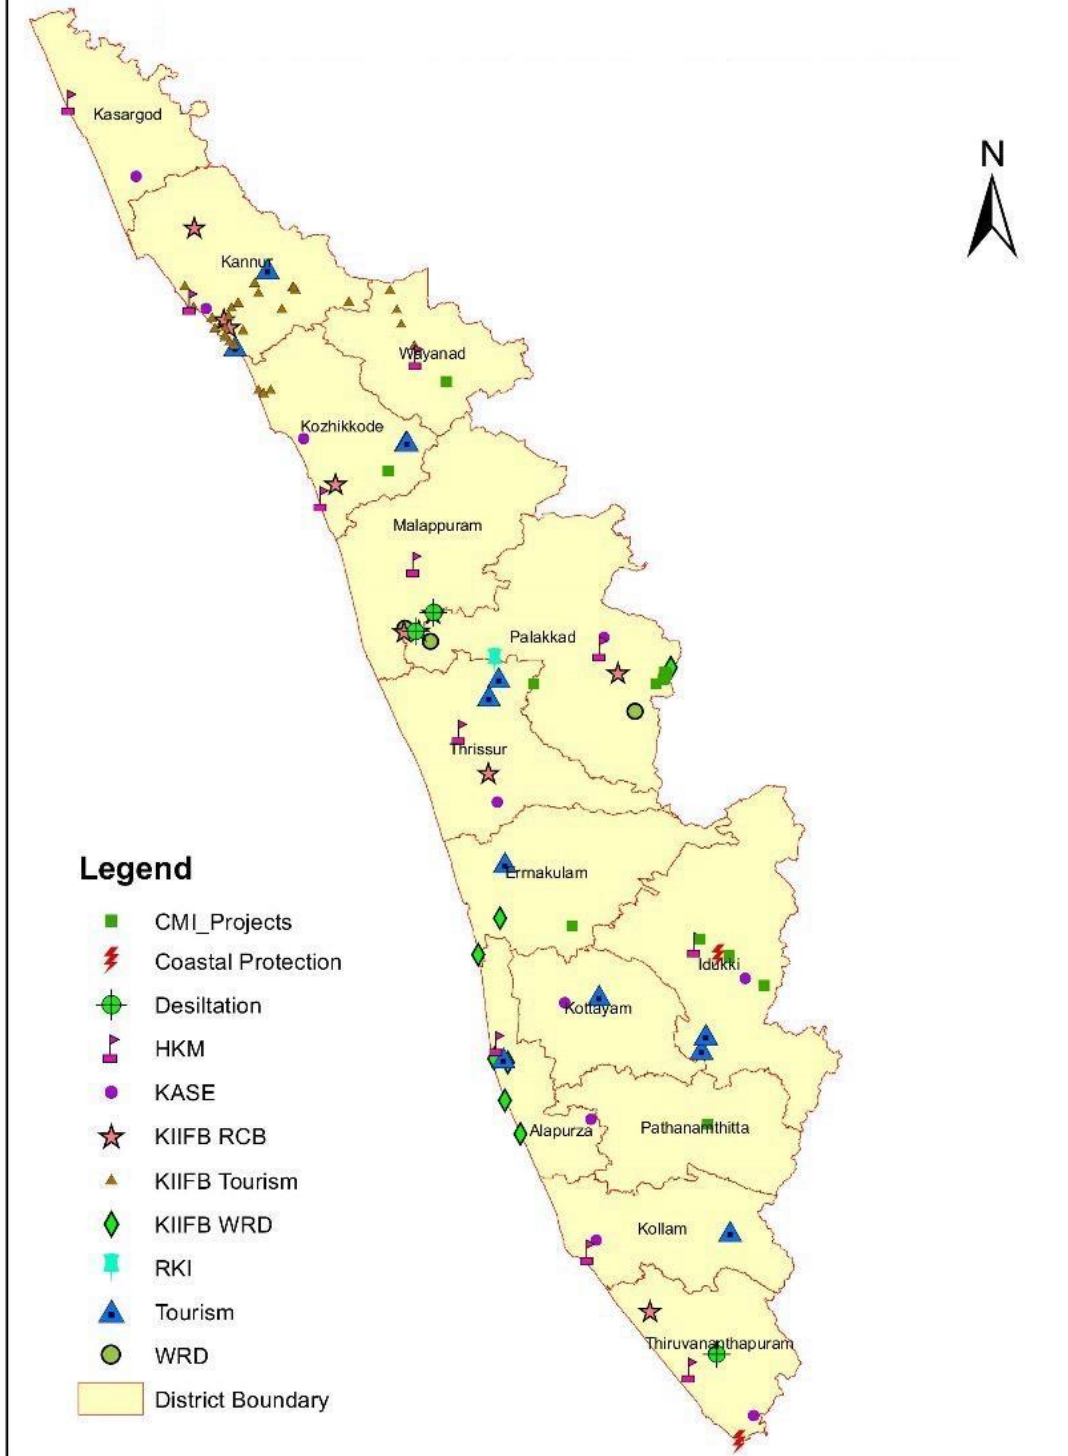 Kasargod
N
Kannur
Wayanad
Kozhikkode
Malappuram
Palakkad
Thrissur
Errnakulam
Idukki
Kottayam
Alapurza
Pathanamthitta
Kollam
Thiruvananthapuram
Legend
CMI_Projects
Coastal Protection
Desiltation
HKM
KASE
KIIFB RCB
KIIFB Tourism
KIIFB WRD
RKI
Tourism
WRD
District Boundary